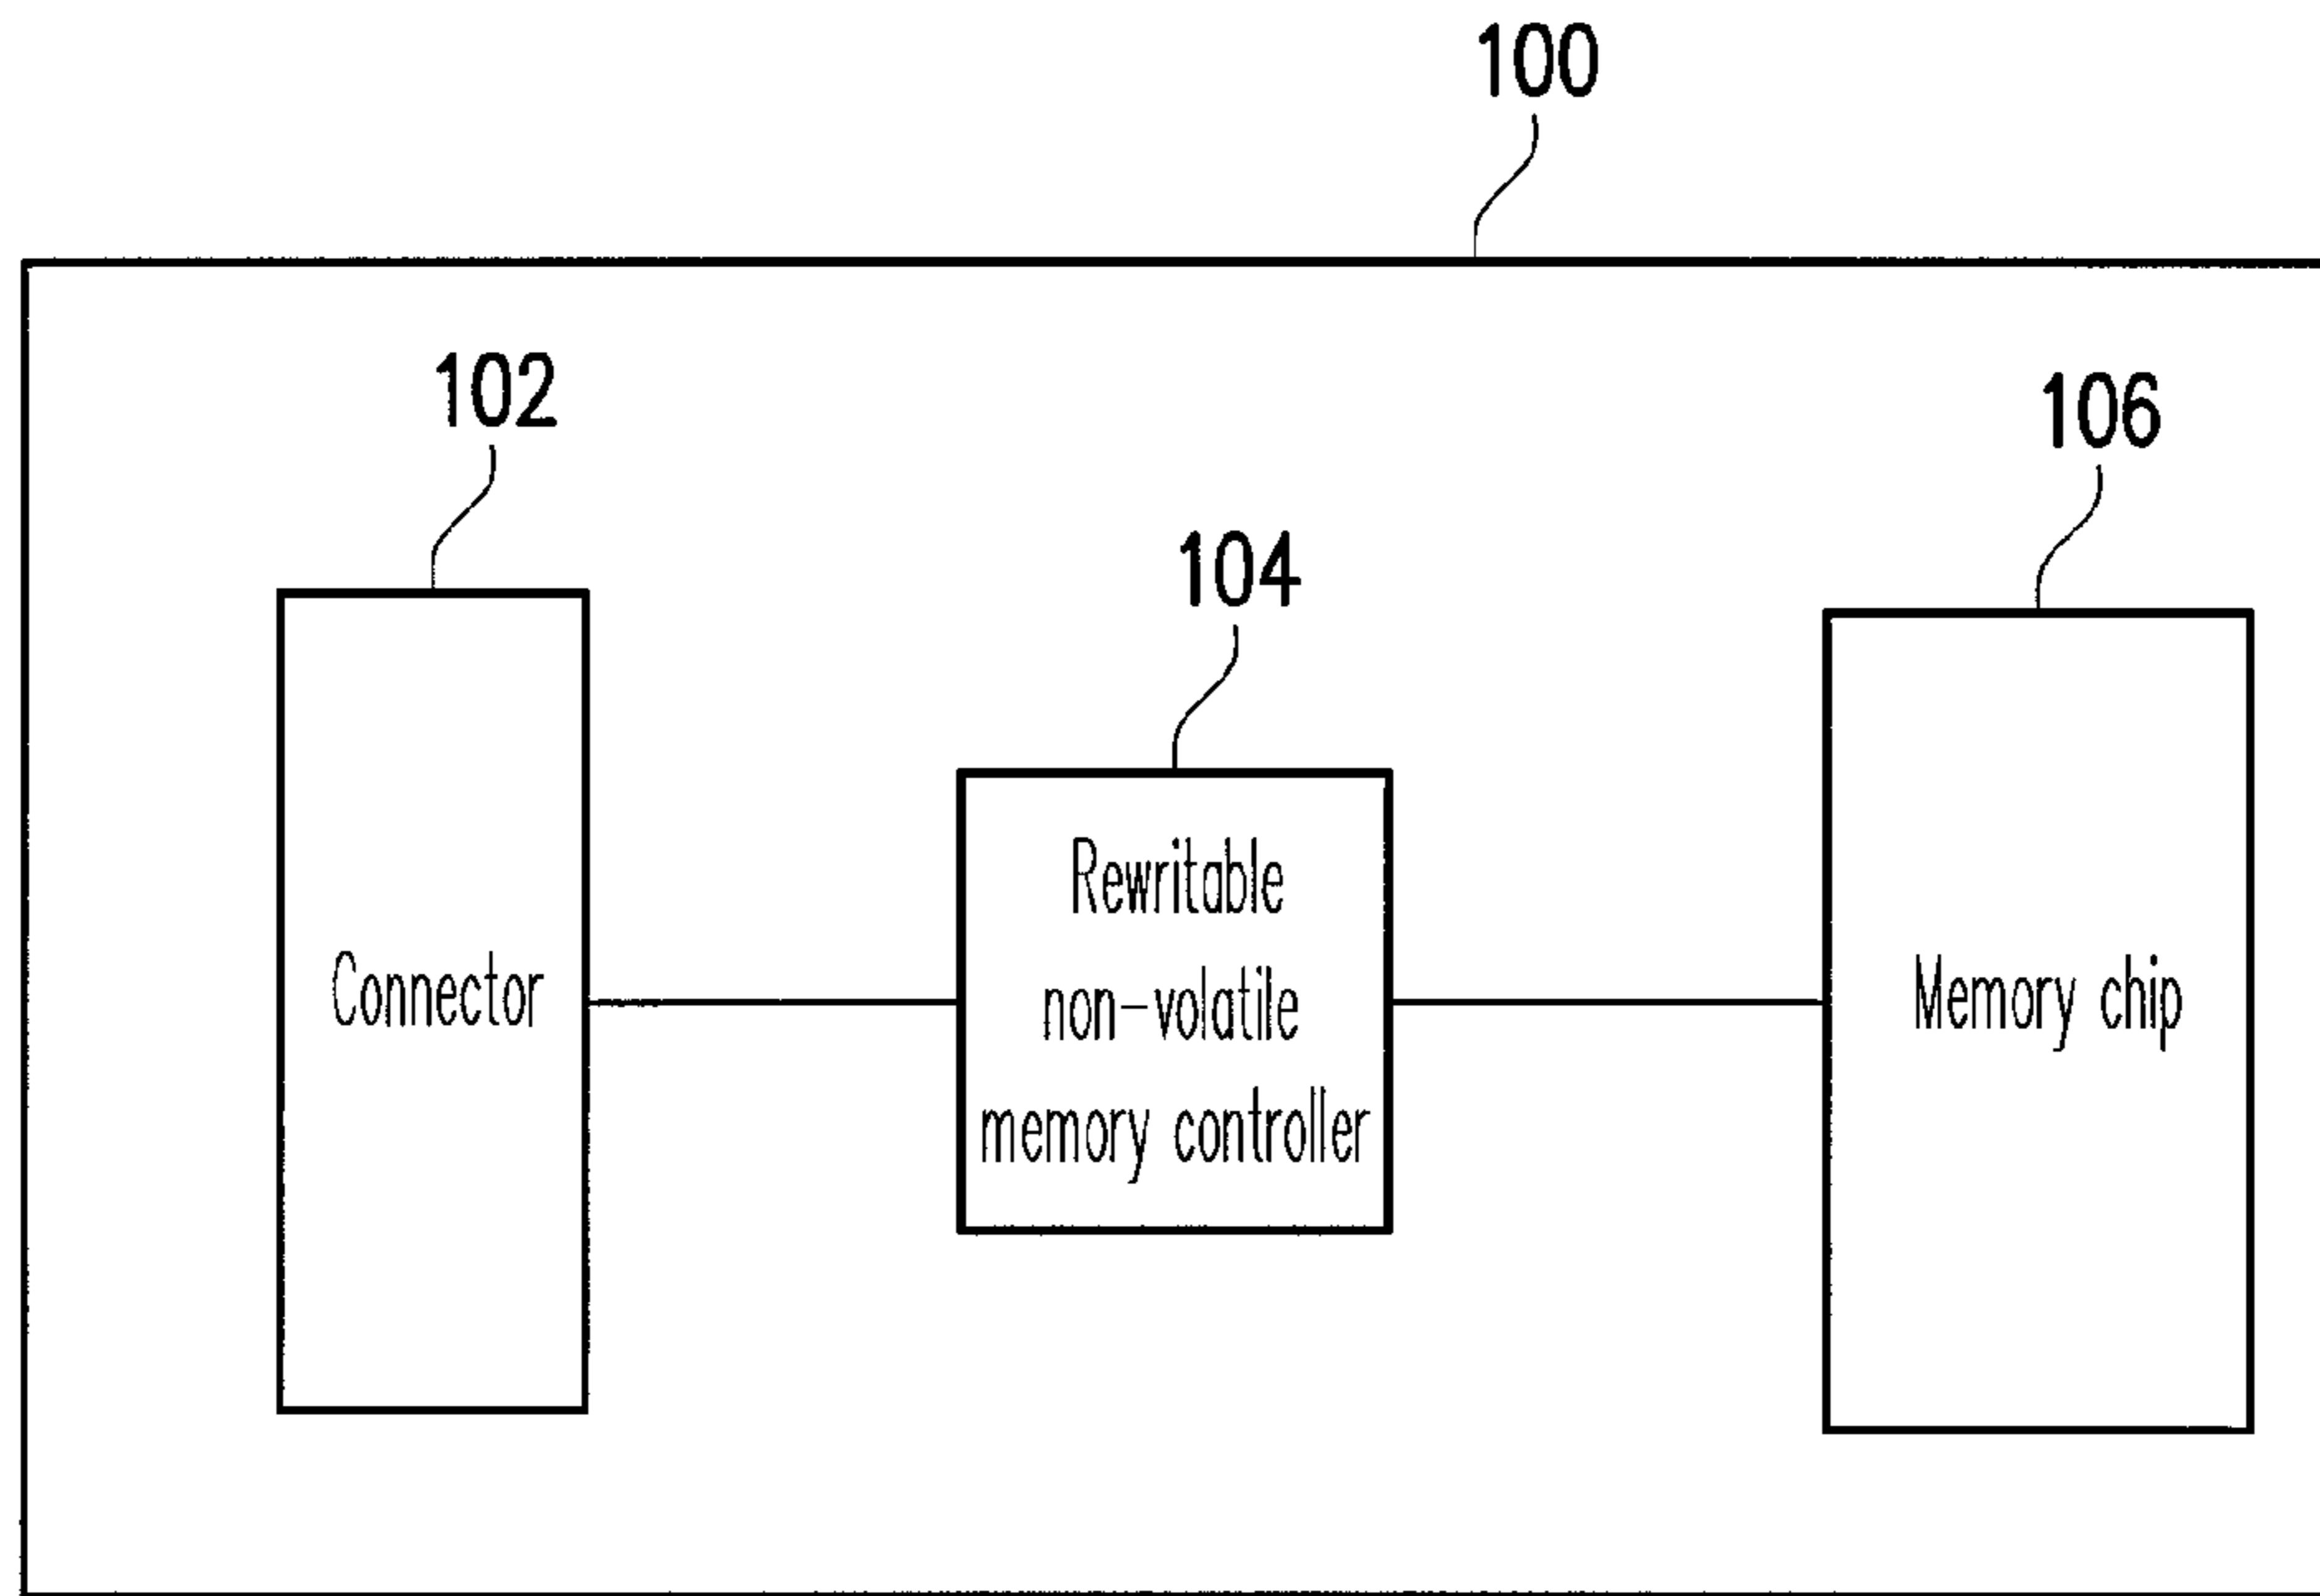 100
102
106
104
Rewritable
non-volatile
memory controller
Connector
Memory chip